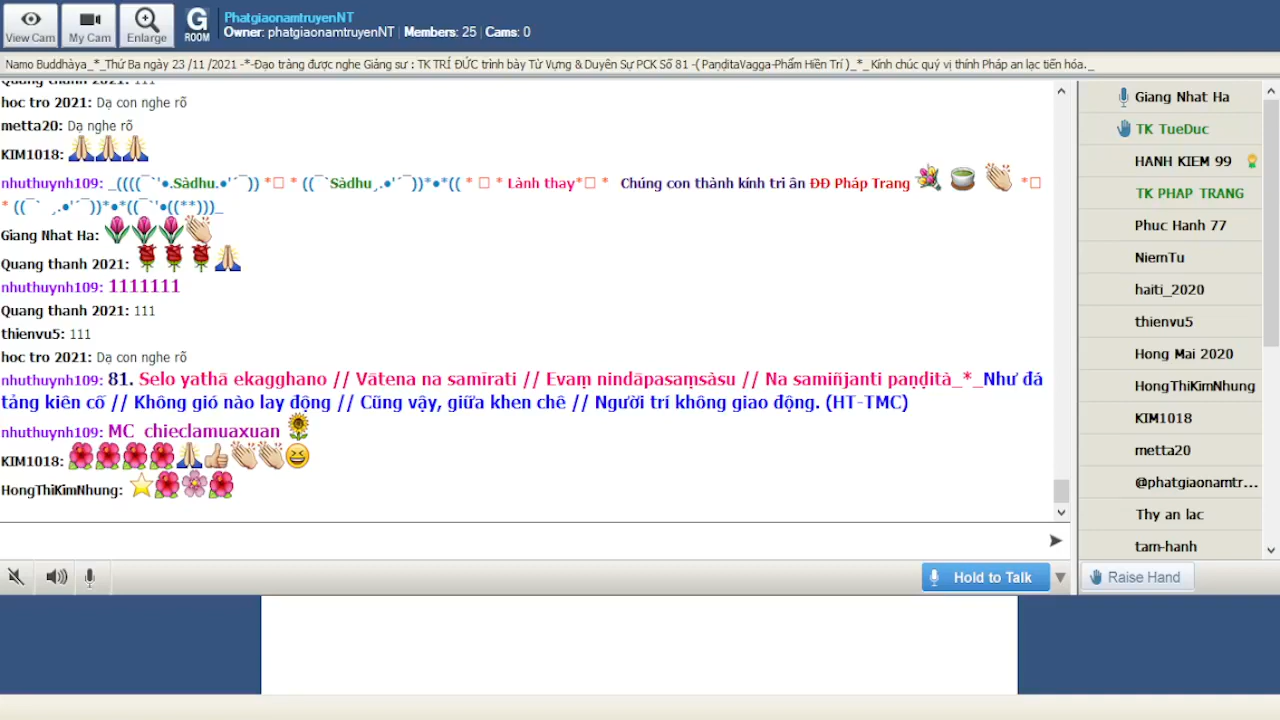 View Cam
My Cam
Enlarge
G
ROOM
PhatgiaonamtruyenNT
Owner: phatgiaonamtruyenNT | Members: 25 | Cams: 0
Namo Buddhàya_*_Thứ Ba ngày 23 /11 /2021 -*-Đạo tràng được nghe Giảng sư : TK TRÍ ĐỨC trình bày Từ Vựng & Duyên Sự PCK Số 81 -( PaṇḍitaVagga-Phẩm Hiền Trí )_*_ Kính chúc quý vị thính Pháp an lạc tiến hóa._
Quang thanh 2021: 111
hoc tro 2021: Dạ con nghe rõ
metta20: Dạ nghe rõ
KIM1018:
nhuthuynh109: _((((¯`'•.Sàdhu.•'´¯)) *□ * ((¯`Sàdhu¸.•'´¯))*•*(( * □ * Lành thay*□ * Chúng con thành kính tri ân ĐĐ Pháp Trang *□
* ((¯` ¸.•'´¯))*•*((¯`'•((**)))_
Giang Nhat Ha:
Quang thanh 2021:
nhuthuynh109: 1111111
Quang thanh 2021: 111
thienvu5: 111
hoc tro 2021: Dạ con nghe rõ
nhuthuynh109: 81. Selo yathā ekagghano // Vātena na samīrati // Evaṃ nindāpasaṃsàsu // Na samiñjanti paṇḍità_*_Như đá
tảng kiên cố // Không gió nào lay động // Cũng vậy, giữa khen chê // Người trí không giao động. (HT-TMC)
nhuthuynh109: MC chieclamuaxuan
KIM1018:
HongThiKimNhung:
Hold to Talk
Giang Nhat Ha
TK TueDuc
HANH KIEM 99
TK PHAP TRANG
Phuc Hanh 77
NiemTu
haiti_2020
thienvu5
Hong Mai 2020
HongThiKimNhung
KIM1018
metta20
@phatgiaonamtr...
Thy an lac
tam-hanh
Raise Hand